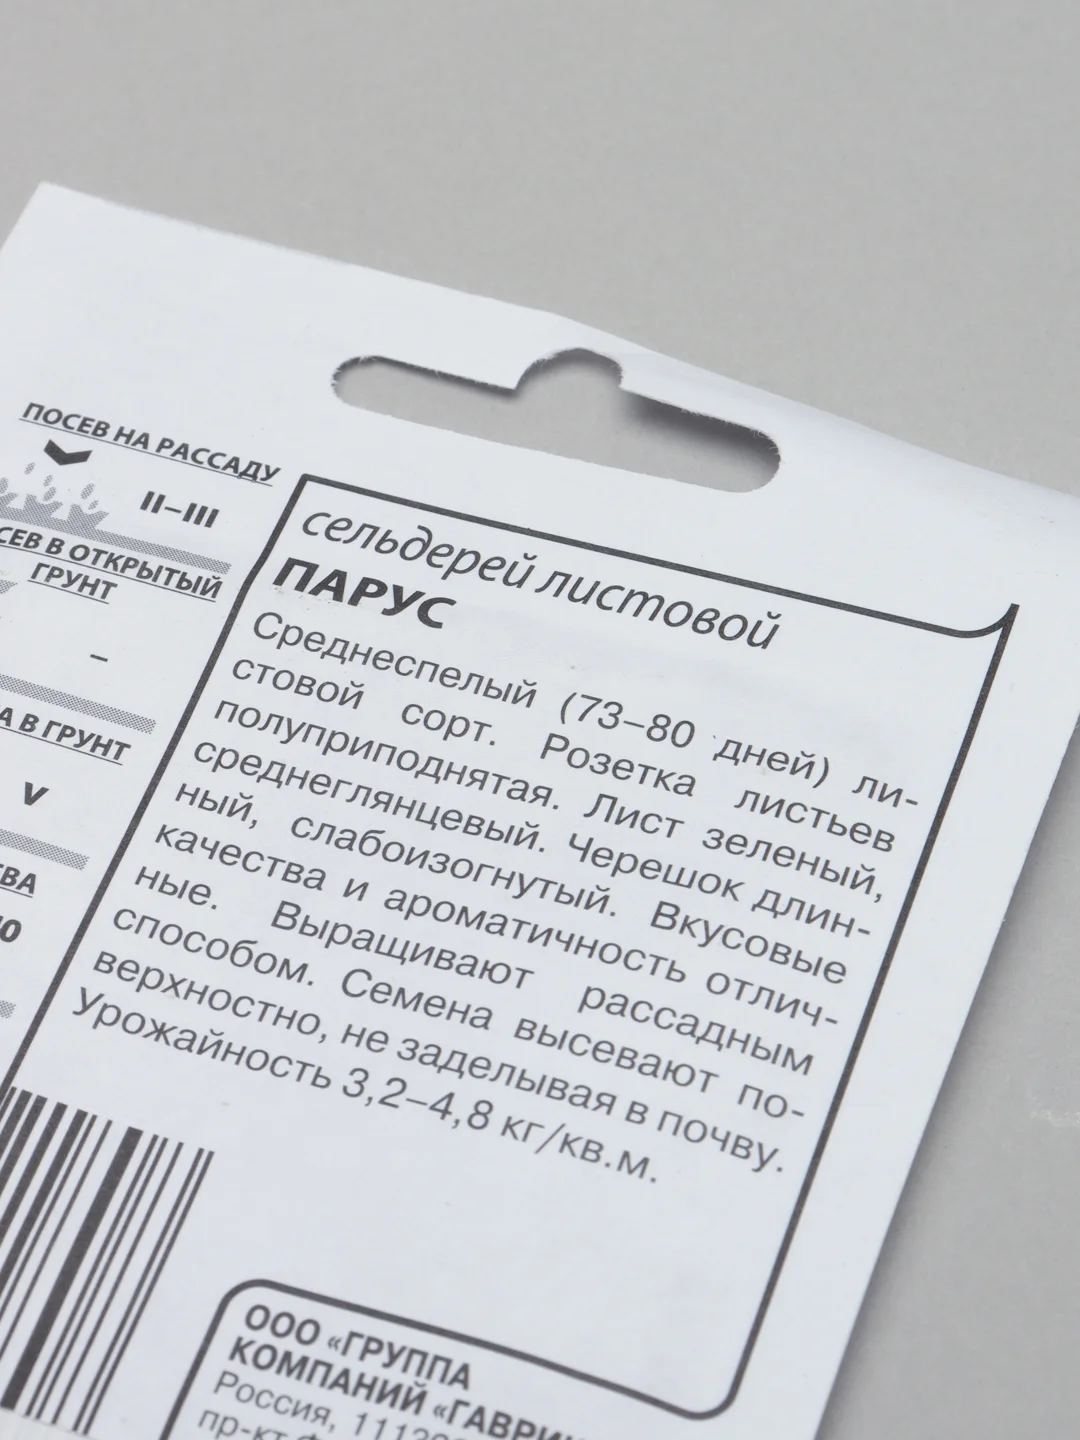 ПОСЕВ НА РАССАДУ
II–III
СЕВ В ОТКРЫТЫЙ
ГРУНТ
–
А В ГРУНТ
V
сельдерей листовой
ПАРУС
Среднеспелый (73–80 дней) ли-
стовой сорт. Розетка листьев
полуприподнятая. Лист зеленый,
среднеглянцевый. Черешок длин-
ный, слабоизогнутый. Вкусовые
качества и ароматичность отлич-
ные. Выращивают рассадным
способом. Семена высевают по-
верхностно, не заделывая в почву.
Урожайность 3,2–4,8 кг/кв.м.
ООО «ГРУППА
КОМПАНИЙ «ГАВРИ
Россия,
пр-кт